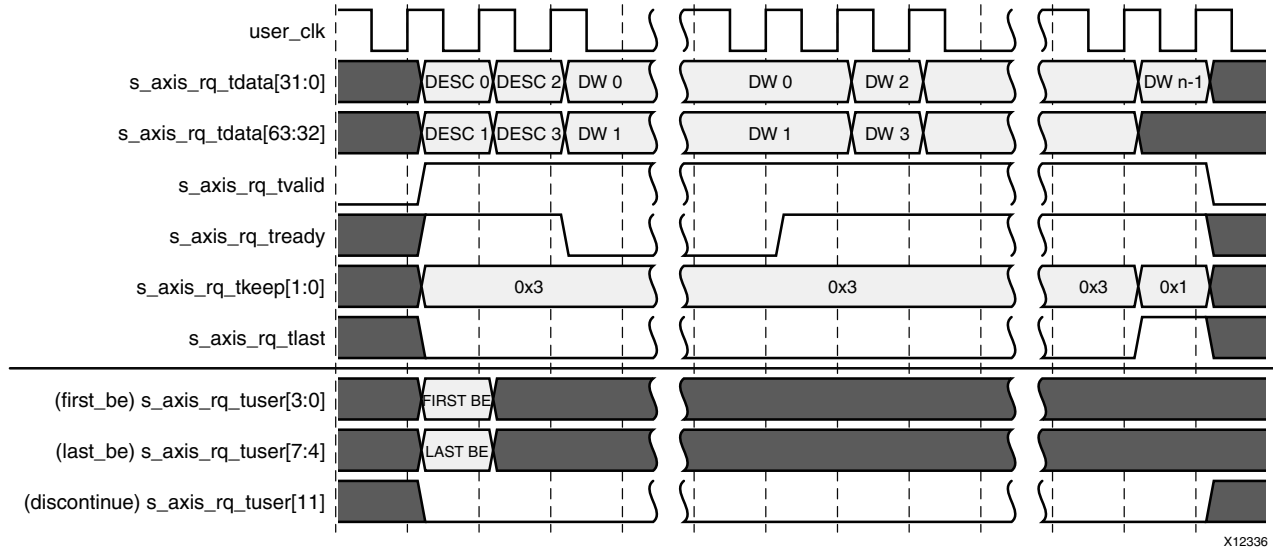 user_clk
s_axis_rq_tdata[31:0] DESC 0 DESC 2 DW 0 DW 0 DW 2 DW n-1
s_axis_rq_tdata[63:32] DESC 1 DESC 3 DW 1 DW 1 DW 3
s_axis_rq_tvalid
s_axis_rq_tready
s_axis_rq_tkeep[1:0] 0x3 0x3 0x3 0x1
s_axis_rq_tlast
(first_be) s_axis_rq_tuser[3:0] FIRST BE
(last_be) s_axis_rq_tuser[7:4] LAST BE
(discontinue) s_axis_rq_tuser[11]
X12336